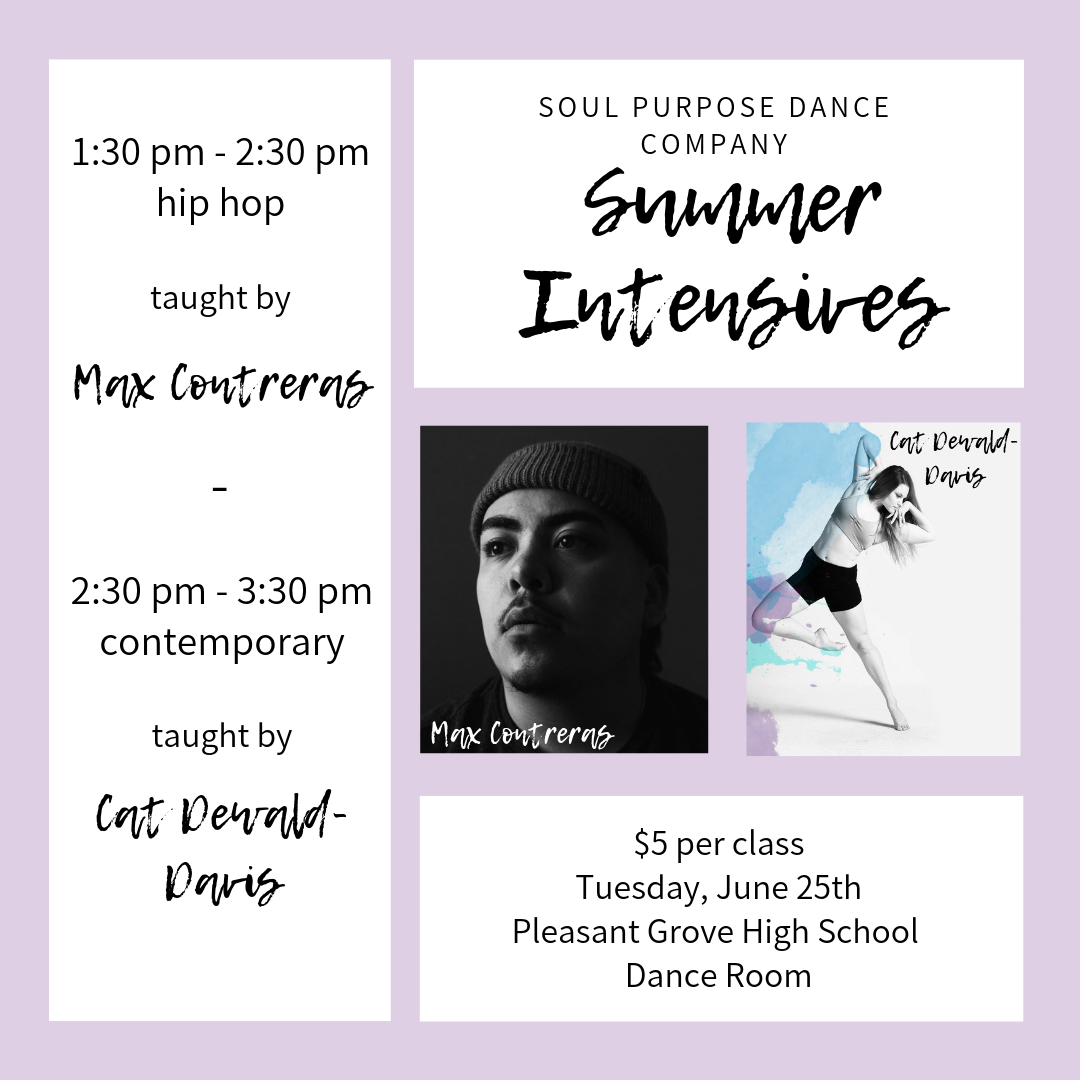 1:30 pm - 2:30 pm
hip hop
taught by
Max Contreras
-
2:30 pm - 3:30 pm
contemporary
taught by
Cat Dewald-
Davis
SOUL PURPOSE DANCE
COMPANY
Summer
Intensives
Max Contreras
Cat Dewald-
Davis
$5 per class
Tuesday, June 25th
Pleasant Grove High School
Dance Room